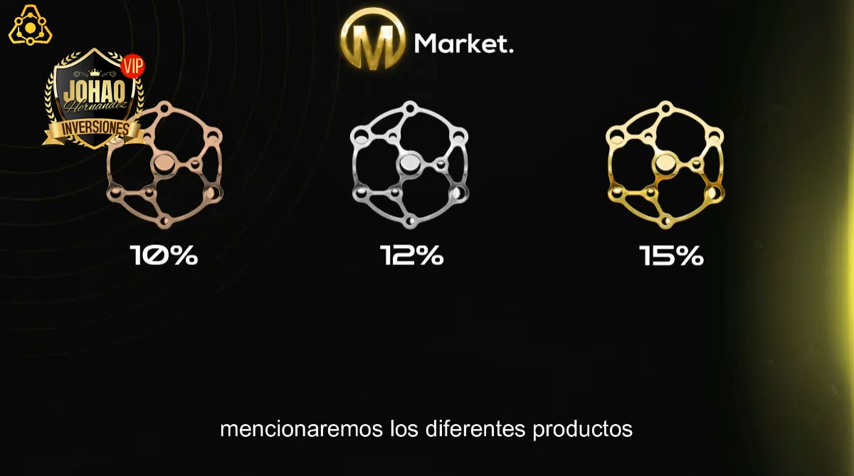 M Market.
VIP
JOHAO
Hernandez
INVERSIONES
10%
12%
15%
mencionaremos los diferentes productos